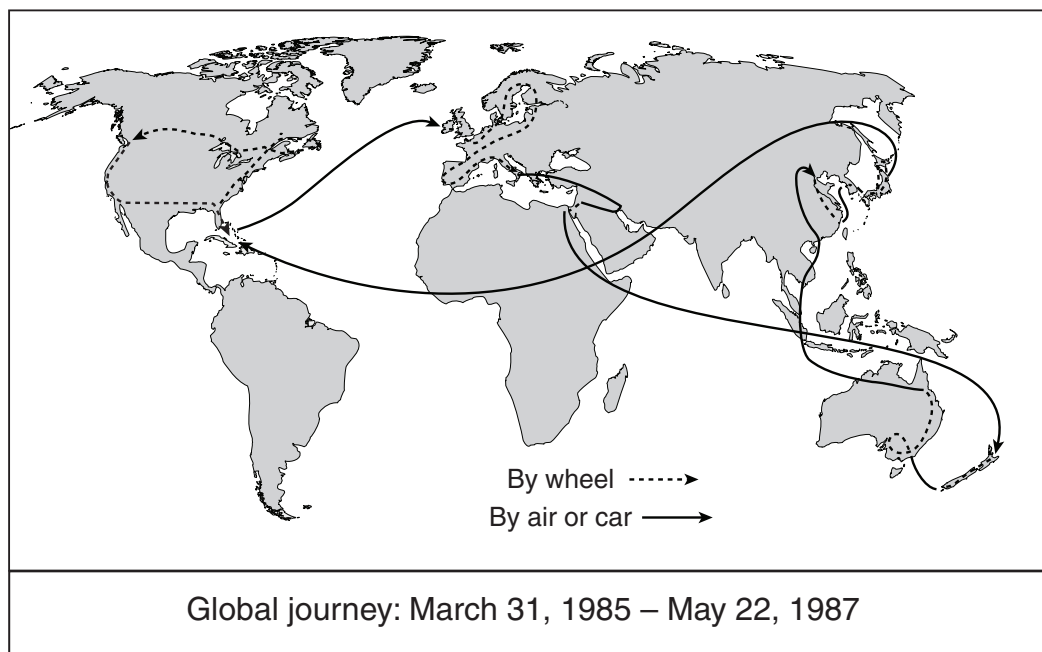 By wheel
By air or car
Global journey: March 31, 1985 – May 22, 1987